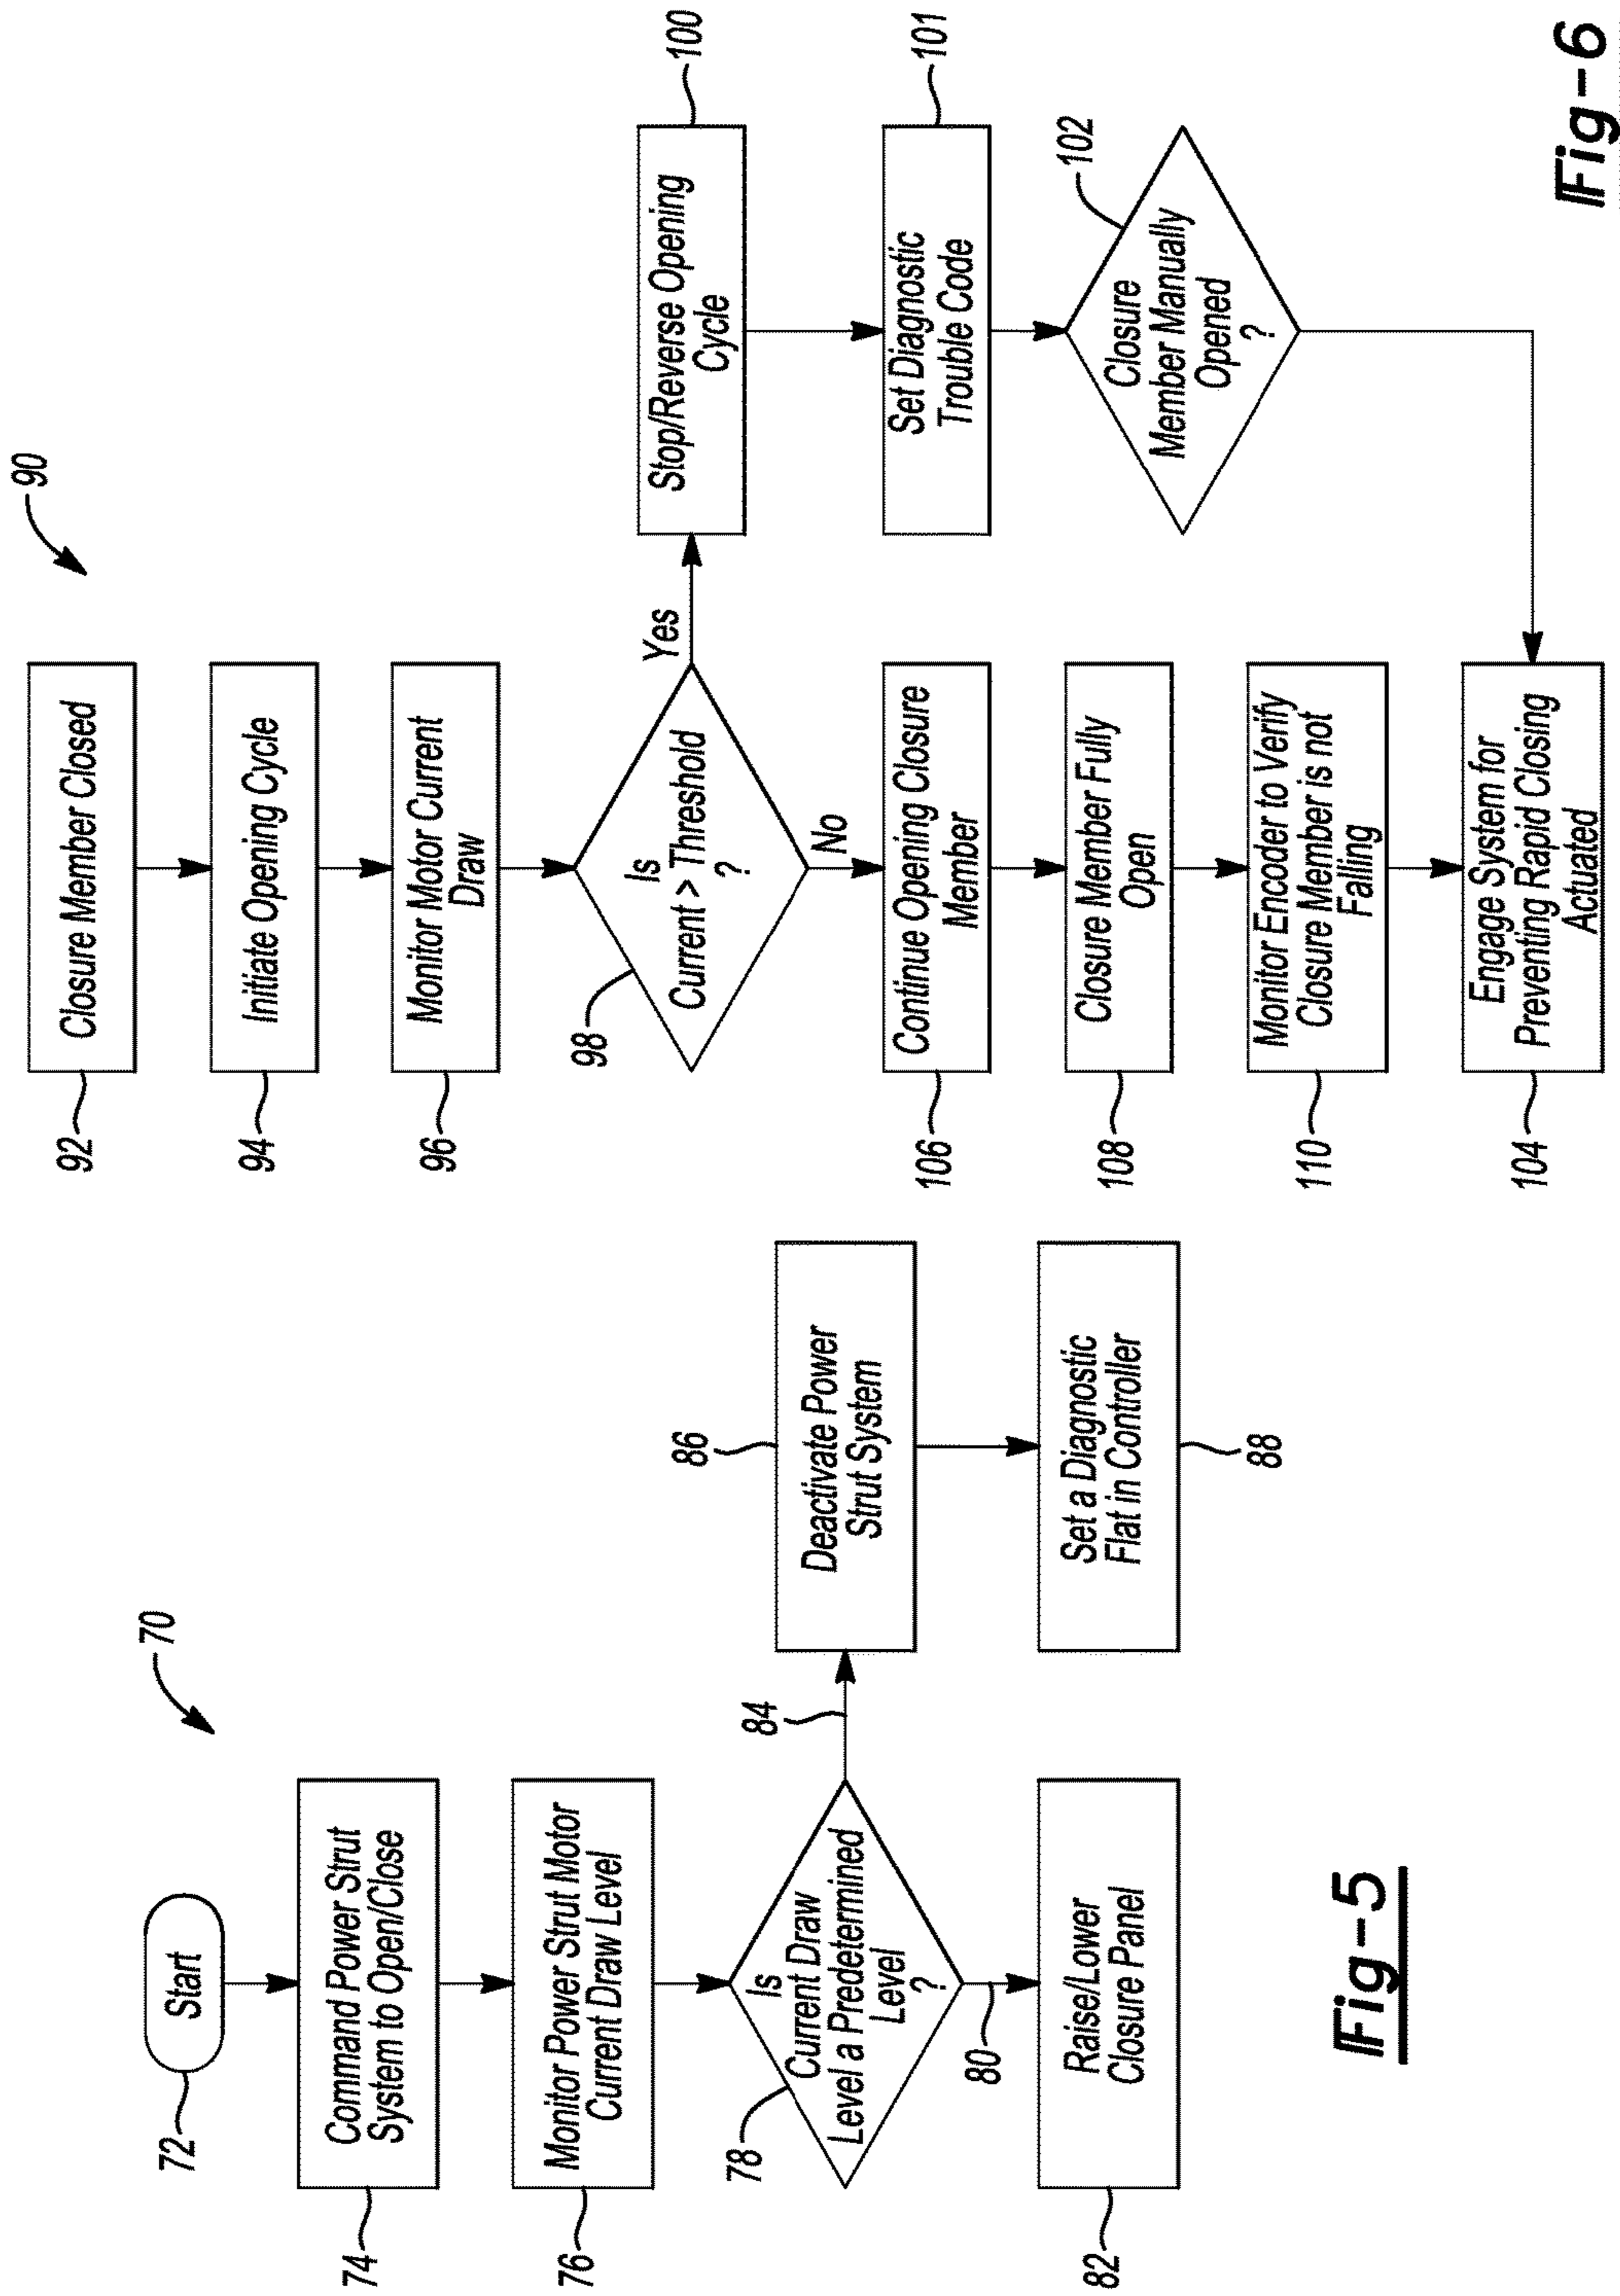 70
72
Start
74
Command Power Strut
System to Open/Close
76
Monitor Power Strut Motor
Current Draw Level
78
Is
Current Draw
Level a Predetermined
Level
?
80
82
Raise/Lower
Closure Panel
84
86
Deactivate Power
Strut System
Set a Diagnostic
Flat in Controller
88
Fig-5
90
92
Closure Member Closed
94
Initiate Opening Cycle
96
Monitor Motor Current
Draw
98
Is
Current > Threshold
?
Yes
No
Stop/Reverse Opening
Cycle
100
Set Diagnostic
Trouble Code
101
102
Closure
Member Manually
Opened
?
106
Continue Opening Closure
Member
108
Closure Member Fully
Open
110
Monitor Encoder to Verify
Closure Member is not
Falling
104
Engage System for
Preventing Rapid Closing
Actuated
Fig-6